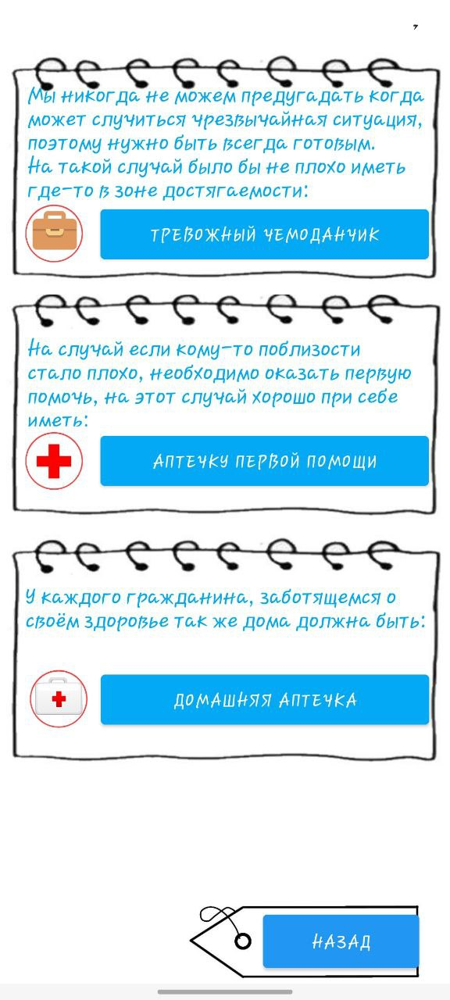 Мы никогда не можем предугадать когда
может случиться чрезвычайная ситуация,
поэтому нужно быть всегда готовым.
На такой случай было бы не плохо иметь
где-то в зоне достягаемости:
ТРЕВОЖНЫЙ ЧЕМОДАНЧИК
На случай если кому-то поблизости
стало плохо, необходимо оказать первую
помочь, на этот случай хорошо при себе
иметь:
АПТЕЧКУ ПЕРВОЙ ПОМОЩИ
У каждого гражданина, заботящемся о
своём здоровье так же дома должна быть:
ДОМАШНЯЯ АПТЕЧКА
НАЗАД